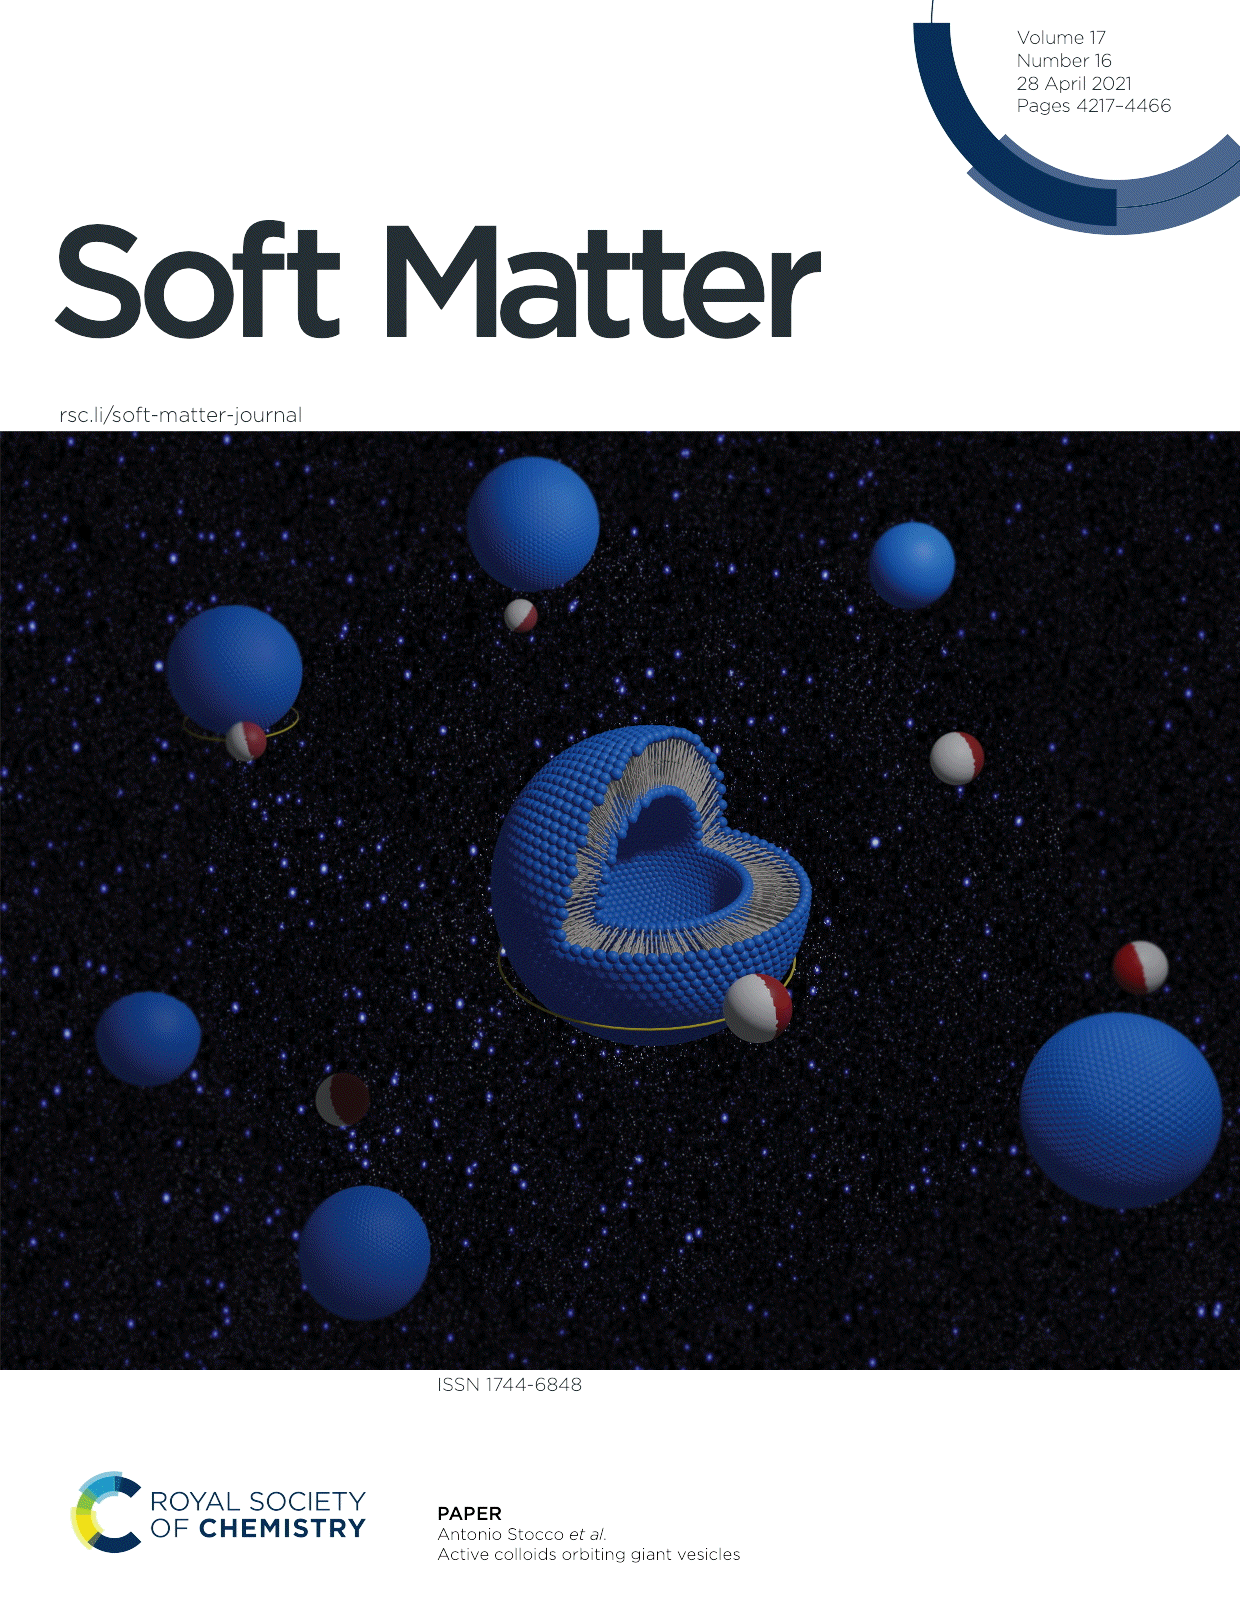 Volume 17
Number 16
28 April 2021
Pages 4217–4466
Soft Matter
rsc.li/soft-matter-journal
ISSN 1744-6848
ROYAL SOCIETY
OF CHEMISTRY
PAPER
Antonio Stocco et al.
Active colloids orbiting giant vesicles